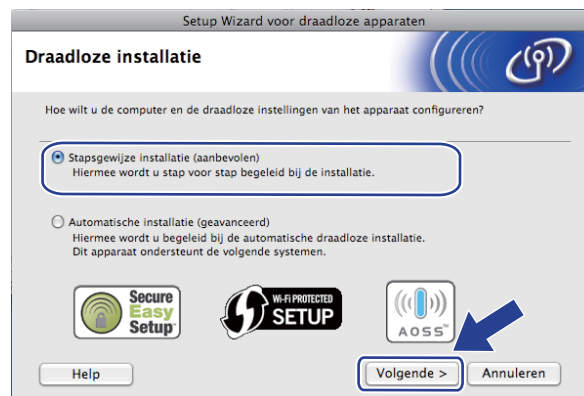 Setup Wizard voor draadloze apparaten
Draadloze installatie
Hoe wilt u de computer en de draadloze instellingen van het apparaat configureren?
Stapsgewijze installatie (aanbevolen)
Hiermee wordt u stap voor stap begeleid bij de installatie.
Automatische installatie (geavanceerd)
Hiermee wordt u begeleid bij de automatische draadloze installatie.
Dit apparaat ondersteunt de volgende systemen.
Secure
Easy
Setup™
Wi-Fi PROTECTED
SETUP
AOSS™
Help
Volgende >
Annuleren